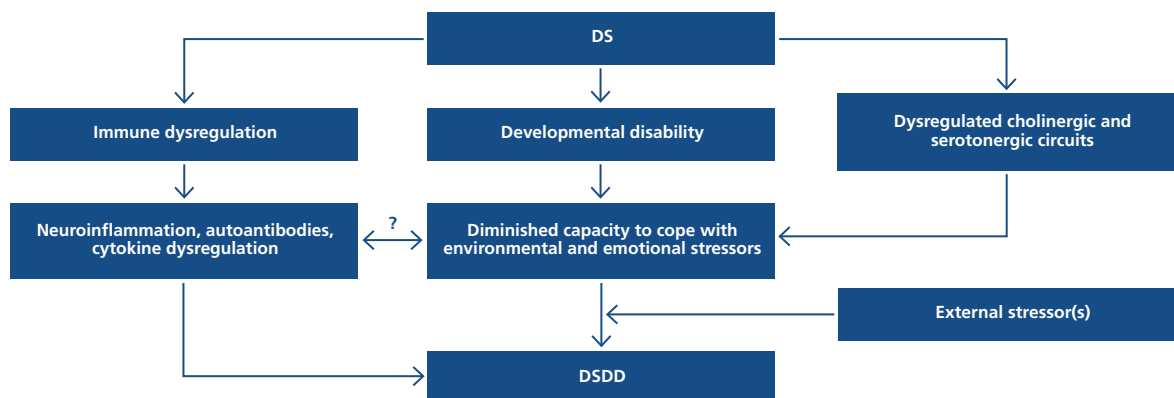 DS
Immune dysregulation
Developmental disability
Dysregulated cholinergic and
serotonergic circuits
Neuroinflammation, autoantibodies,
cytokine dysregulation
?
Diminished capacity to cope with
environmental and emotional stressors
External stressor(s)
DSDD